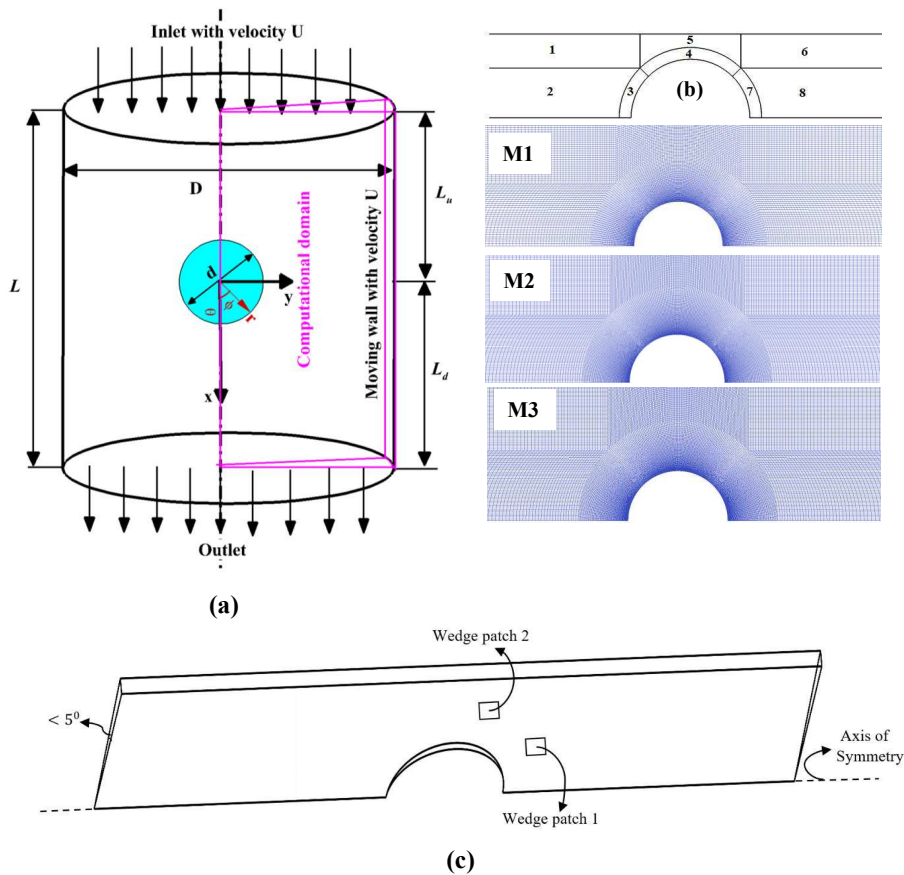 Inlet with velocity U
D
L
L_u
L_d
d
y
θ
ϕ
r
x
Computational domain
Moving wall with velocity U
Outlet
(a)
1
2
3
4
5
6
7
8
(b)
M1
M2
M3
Wedge patch 2
< 5⁰
Axis of
Symmetry
Wedge patch 1
(c)